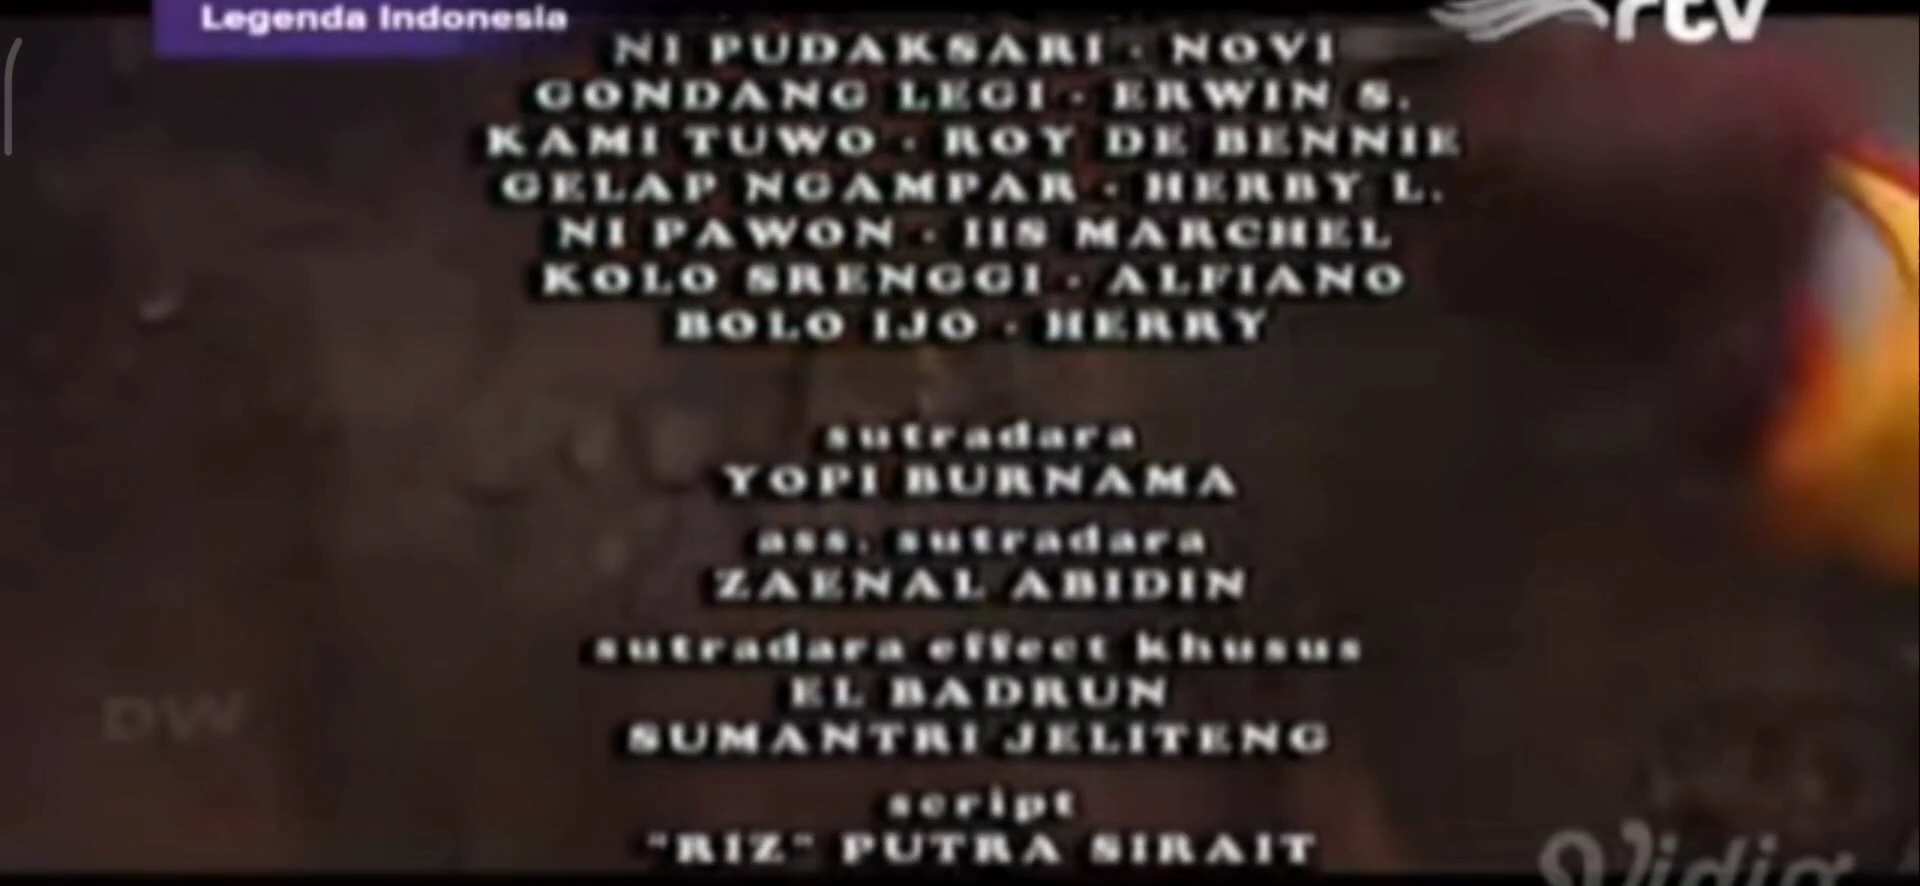 Legenda Indonesia
rtv
NI PUDAKSARI - NOVI
GONDANG LEGI - ERWIN S.
KAMI TUWO - ROY DE BENNIE
GELAP NGAMPAR - HERBY L.
NI PAWON - IIS MARCHEL
KOLO SRENGGI - ALFIANO
BOLO IJO - HERRY
sutradara
YOPI BURNAMA
ass. sutradara
ZAENAL ABIDIN
sutradara effect khusus
EL BADRUN
DW
SUMANTRI JELITENG
script
"RIZ" PUTRA SIRAIT
Vidio